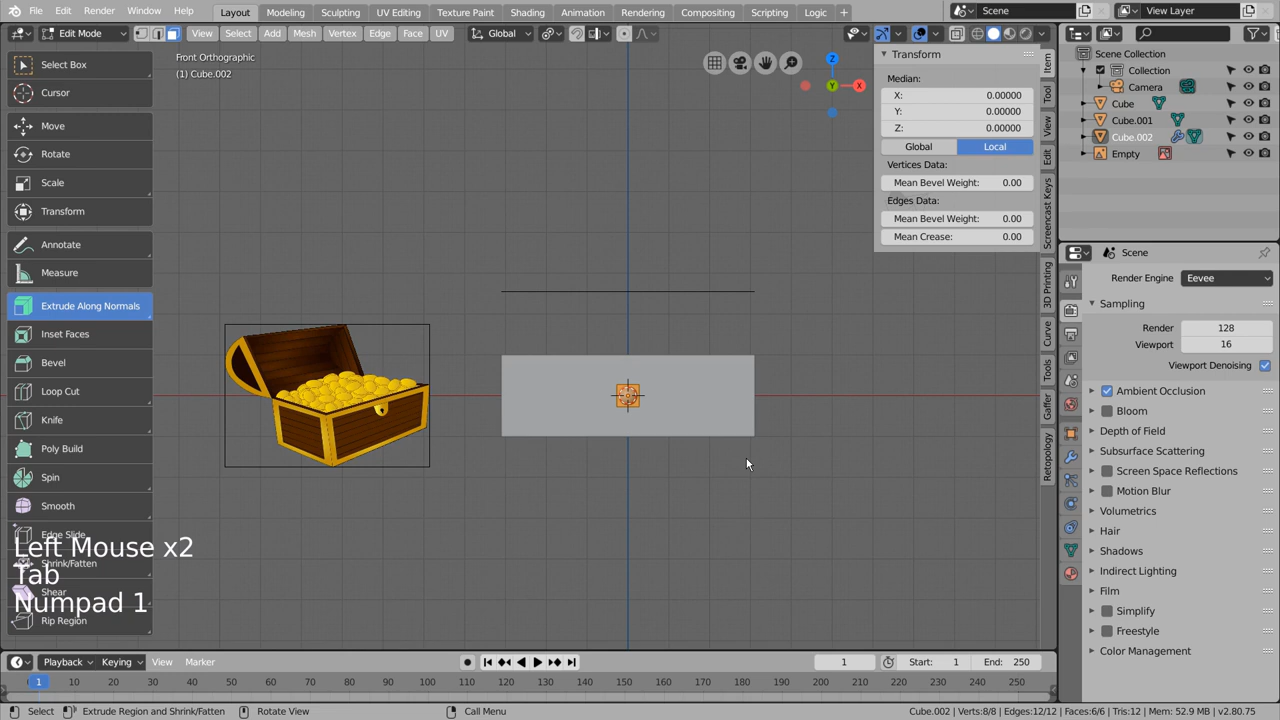 File Edit Render Window Help Layout Modeling Sculpting UV Editing Texture Paint Shading Animation Rendering Compositing Scripting Logic + Scene View Layer
Edit Mode View Select Add Mesh Vertex Edge Face UV Global
Front Orthographic
(1) Cube.002
Select Box
Cursor
Move
Rotate
Scale
Transform
Annotate
Measure
Extrude Along Normals
Inset Faces
Bevel
Loop Cut
Knife
Poly Build
Spin
Smooth
Edge Slide
Shrink/Fatten
Shear
Rip Region
Left Mouse x2
Tab
Numpad 1
Z
Y
X
Transform
Median:
X: 0.00000
Y: 0.00000
Z: 0.00000
Global Local
Vertices Data:
Mean Bevel Weight: 0.00
Edges Data:
Mean Bevel Weight: 0.00
Mean Crease: 0.00
Item
Tool
View
Edit
Screencast Keys
3D Printing
Curve
Tools
Gaffer
Retopology
Scene Collection
Collection
Camera
Cube
Cube.001
Cube.002
Empty
Scene
Render Engine Eevee
Sampling
Render 128
Viewport 16
Viewport Denoising
Ambient Occlusion
Bloom
Depth of Field
Subsurface Scattering
Screen Space Reflections
Motion Blur
Volumetrics
Hair
Shadows
Indirect Lighting
Film
Simplify
Freestyle
Color Management
Playback Keying View Marker 1 Start: 1 End: 250
1 10 20 30 40 50 60 70 80 90 100 110 120 130 140 150 160 170 180 190 200 210 220 230 240 250
Select Extrude Region and Shrink/Fatten Rotate View Call Menu Cube.002 | Verts:8/8 | Edges:12/12 | Faces:6/6 | Tris:12 | Mem: 52.9 MB | v2.80.75